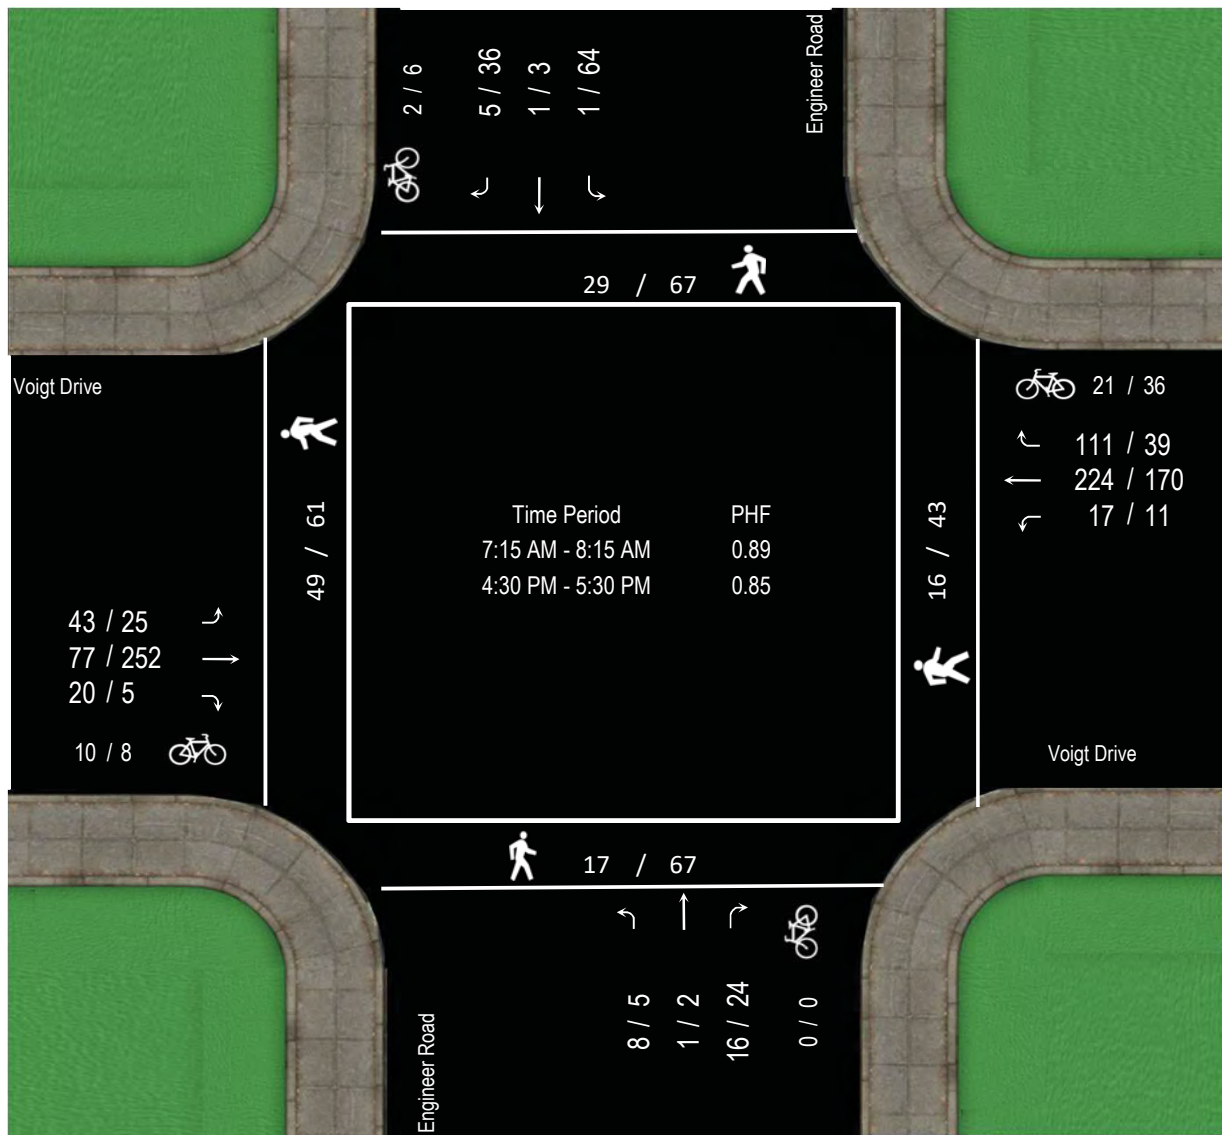 2 / 6
5 / 36
1 / 3
1 / 64
Engineer Road
29 / 67
Voigt Drive
21 / 36
111 / 39
224 / 170
17 / 11
49 / 61
Time Period PHF
7:15 AM - 8:15 AM 0.89
4:30 PM - 5:30 PM 0.85
16 / 43
43 / 25
77 / 252
20 / 5
10 / 8
Voigt Drive
17 / 67
8 / 5
1 / 2
16 / 24
0 / 0
Engineer Road